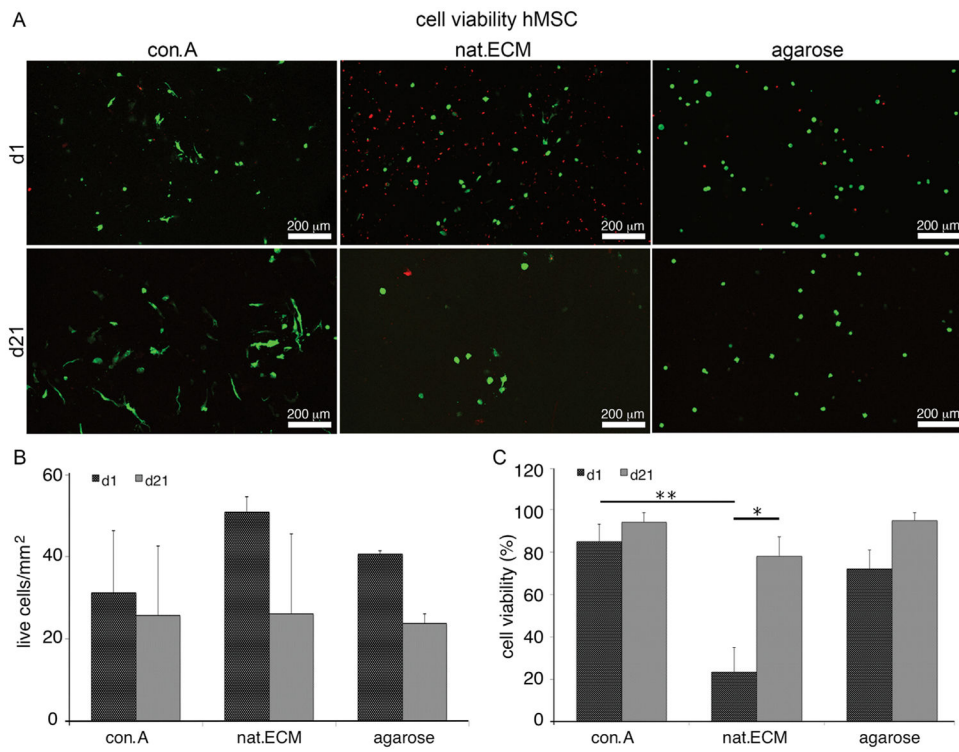 A
cell viability hMSC
con.A nat.ECM agarose
d1
200 µm 200 µm 200 µm
d21
200 µm 200 µm 200 µm
B
d1 d21
live cells/mm²
60
40
20
0
con.A nat.ECM agarose
C
d1 d21
cell viability (%)
120
100
80
60
40
20
0
** 
*
con.A nat.ECM agarose